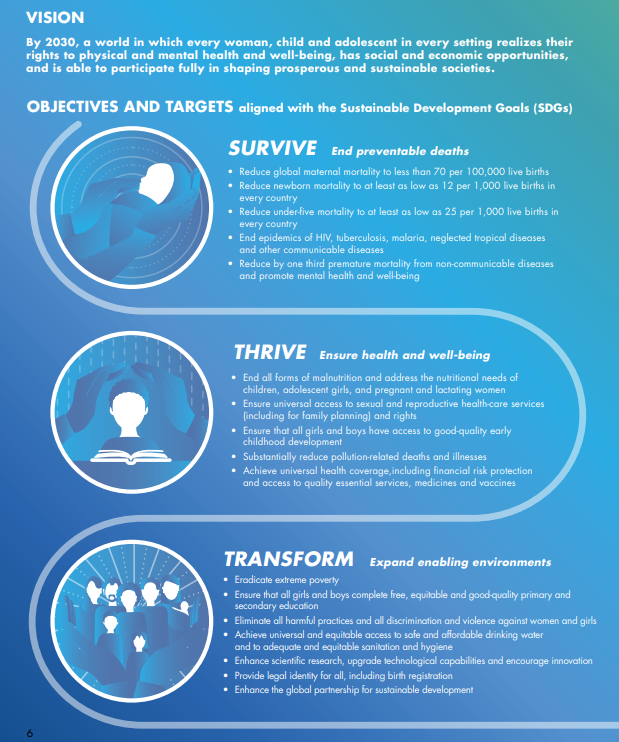 VISION
By 2030, a world in which every woman, child and adolescent in every setting realizes their
rights to physical and mental health and well-being, has social and economic opportunities,
and is able to participate fully in shaping prosperous and sustainable societies.
OBJECTIVES AND TARGETS aligned with the Sustainable Development Goals (SDGs)
SURVIVE End preventable deaths
• Reduce global maternal mortality to less than 70 per 100,000 live births
• Reduce newborn mortality to at least as low as 12 per 1,000 live births in
every country
• Reduce under-five mortality to at least as low as 25 per 1,000 live births in
every country
• End epidemics of HIV, tuberculosis, malaria, neglected tropical diseases
and other communicable diseases
• Reduce by one third premature mortality from non-communicable diseases
and promote mental health and well-being
THRIVE Ensure health and well-being
• End all forms of malnutrition and address the nutritional needs of
children, adolescent girls, and pregnant and lactating women
• Ensure universal access to sexual and reproductive health-care services
(including for family planning) and rights
• Ensure that all girls and boys have access to good-quality early
childhood development
• Substantially reduce pollution-related deaths and illnesses
• Achieve universal health coverage,including financial risk protection
and access to quality essential services, medicines and vaccines
TRANSFORM Expand enabling environments
• Eradicate extreme poverty
• Ensure that all girls and boys complete free, equitable and good-quality primary and
secondary education
• Eliminate all harmful practices and all discrimination and violence against women and girls
• Achieve universal and equitable access to safe and affordable drinking water
and to adequate and equitable sanitation and hygiene
• Enhance scientific research, upgrade technological capabilities and encourage innovation
• Provide legal identity for all, including birth registration
• Enhance the global partnership for sustainable development
6